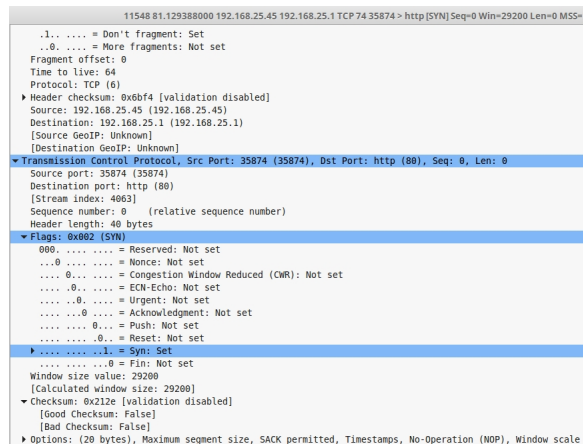 11548 81.129388000 192.168.25.45 192.168.25.1 TCP 74 35874 > http [SYN] Seq=0 Win=29200 Len=0 MSS=
.1.. .... = Don't fragment: Set
..0. .... = More fragments: Not set
Fragment offset: 0
Time to live: 64
Protocol: TCP (6)
Header checksum: 0x6bf4 [validation disabled]
Source: 192.168.25.45 (192.168.25.45)
Destination: 192.168.25.1 (192.168.25.1)
[Source GeoIP: Unknown]
[Destination GeoIP: Unknown]
Transmission Control Protocol, Src Port: 35874 (35874), Dst Port: http (80), Seq: 0, Len: 0
Source port: 35874 (35874)
Destination port: http (80)
[Stream index: 4063]
Sequence number: 0 (relative sequence number)
Header length: 40 bytes
Flags: 0x002 (SYN)
000. .... .... = Reserved: Not set
...0 .... .... = Nonce: Not set
.... 0... .... = Congestion Window Reduced (CWR): Not set
.... .0.. .... = ECN-Echo: Not set
.... ..0. .... = Urgent: Not set
.... ...0 .... = Acknowledgment: Not set
.... .... 0... = Push: Not set
.... .... .0.. = Reset: Not set
.... .... ..1. = Syn: Set
.... .... ...0 = Fin: Not set
Window size value: 29200
[Calculated window size: 29200]
Checksum: 0x212e [validation disabled]
[Good Checksum: False]
[Bad Checksum: False]
Options: (20 bytes), Maximum segment size, SACK permitted, Timestamps, No-Operation (NOP), Window scale